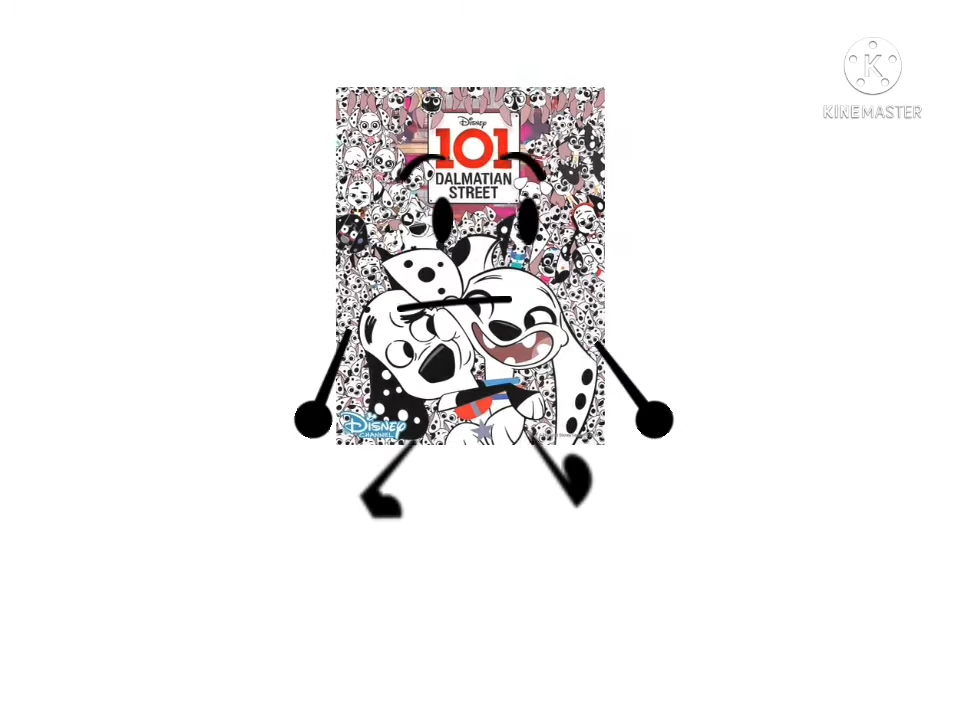 KINEMASTER
Disney
101
DALMATIAN
STREET
Disney
CHANNEL